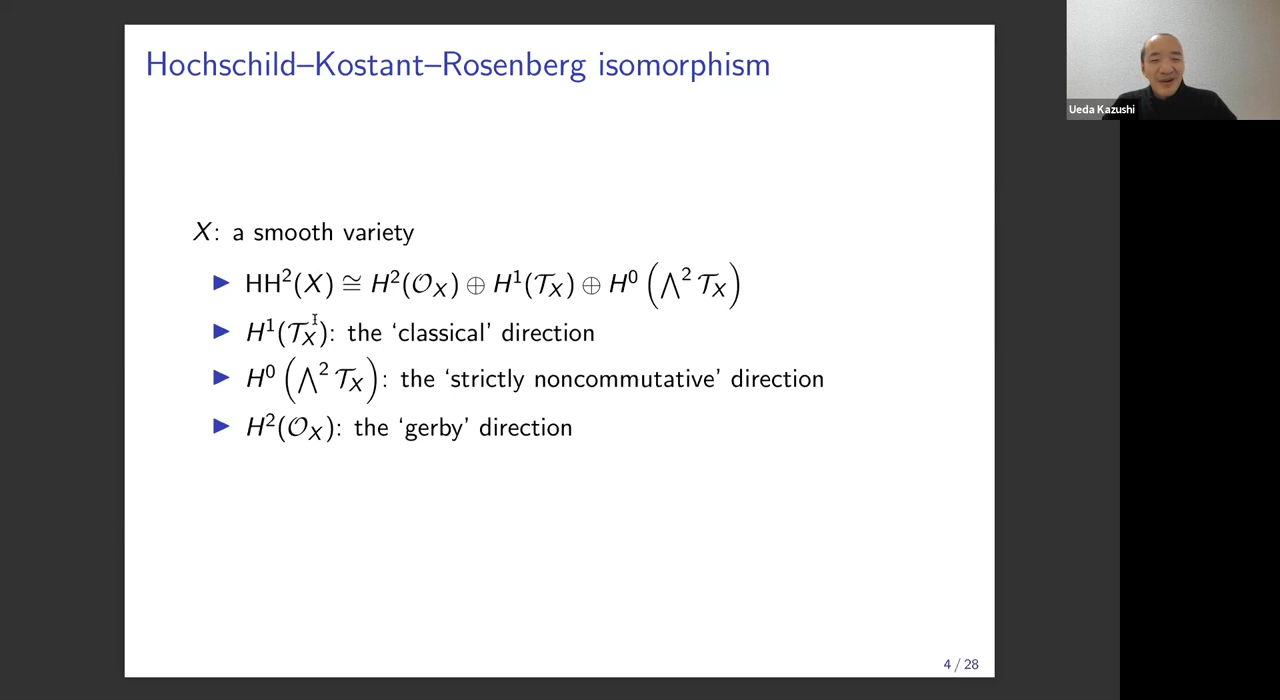 Hochschild–Kostant–Rosenberg isomorphism
Ueda Kazushi
X: a smooth variety
▶ HH²(X) ≅ H²(𝒪_X) ⊕ H¹(𝒯_X) ⊕ H⁰(⋀² 𝒯_X)
▶ H¹(𝒯_X): the ‘classical’ direction
▶ H⁰(⋀² 𝒯_X): the ‘strictly noncommutative’ direction
▶ H²(𝒪_X): the ‘gerby’ direction
4 / 28